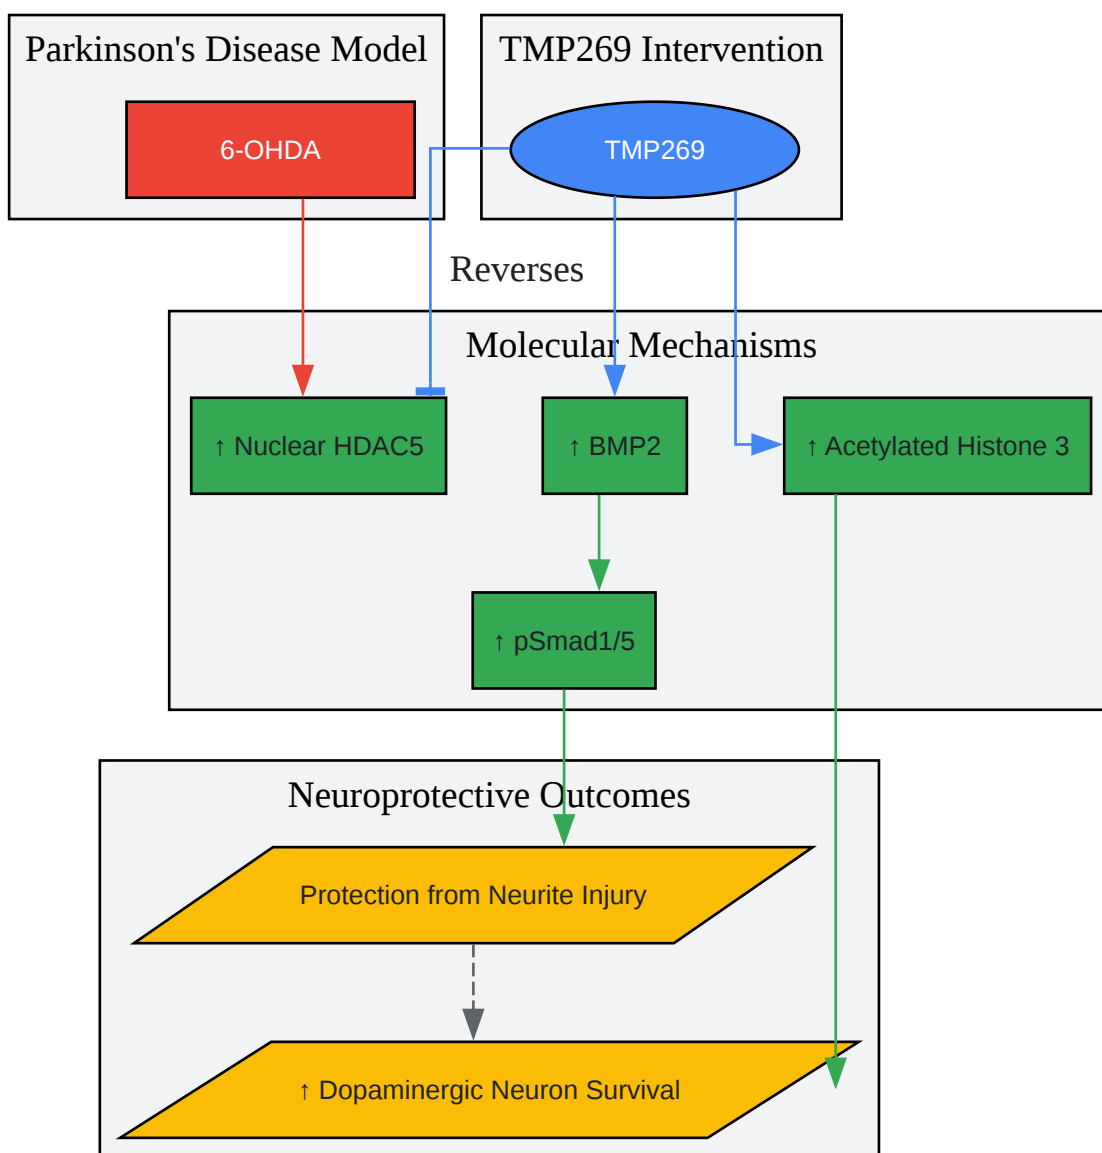 Parkinson's Disease Model
TMP269 Intervention
6-OHDA
TMP269
Reverses
Molecular Mechanisms
↑ Nuclear HDAC5
↑ BMP2
↑ Acetylated Histone 3
↑ pSmad1/5
Neuroprotective Outcomes
Protection from Neurite Injury
↑ Dopaminergic Neuron Survival